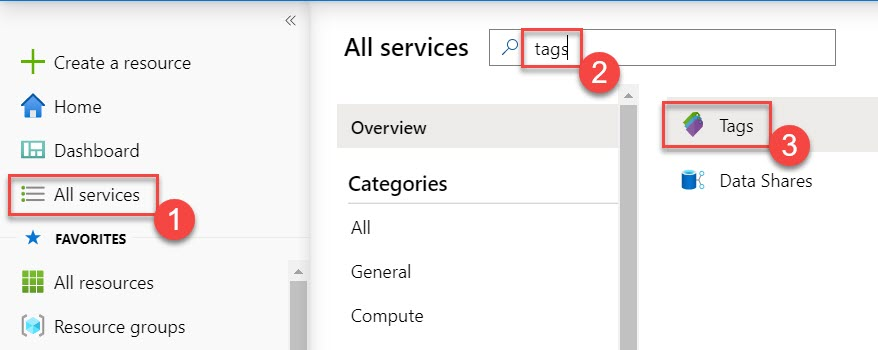 «
Create a resource
Home
Dashboard
All services
1
FAVORITES
All resources
Resource groups
All services
tags
2
Overview
Categories
All
General
Compute
Tags
3
Data Shares